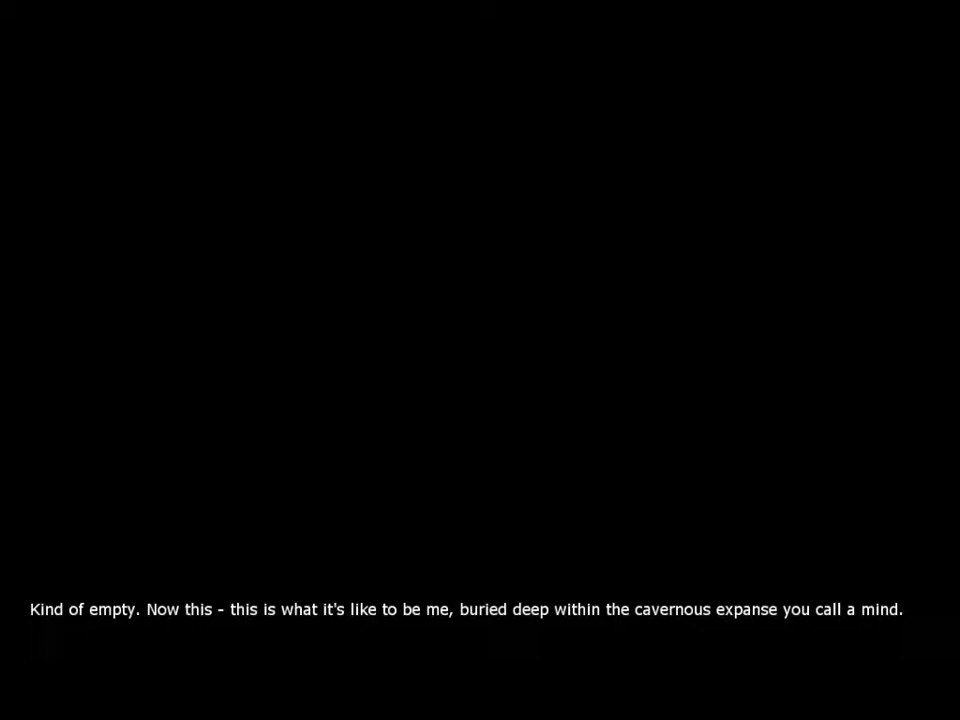 Kind of empty. Now this - this is what it's like to be me, buried deep within the cavernous expanse you call a mind.